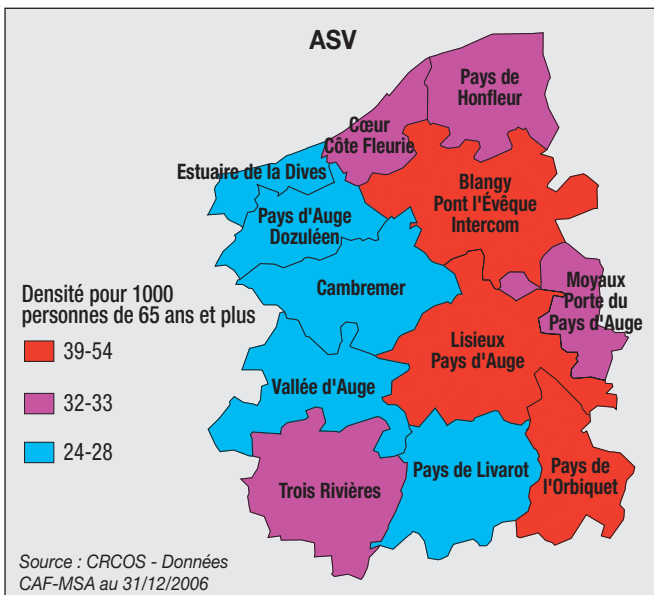 ASV
Pays de
Honfleur
Cœur
Côte Fleurie
Estuaire de la Dives
Blangy
Pont l'Évêque
Intercom
Pays d'Auge
Dozuléen
Cambremer
Moyaux
Porte du
Pays d'Auge
Densité pour 1000
personnes de 65 ans et plus
39-54
32-33
24-28
Lisieux
Pays d'Auge
Vallée d'Auge
Trois Rivières
Pays de Livarot
Pays de
l'Orbiquet
Source : CRCOS - Données
CAF-MSA au 31/12/2006